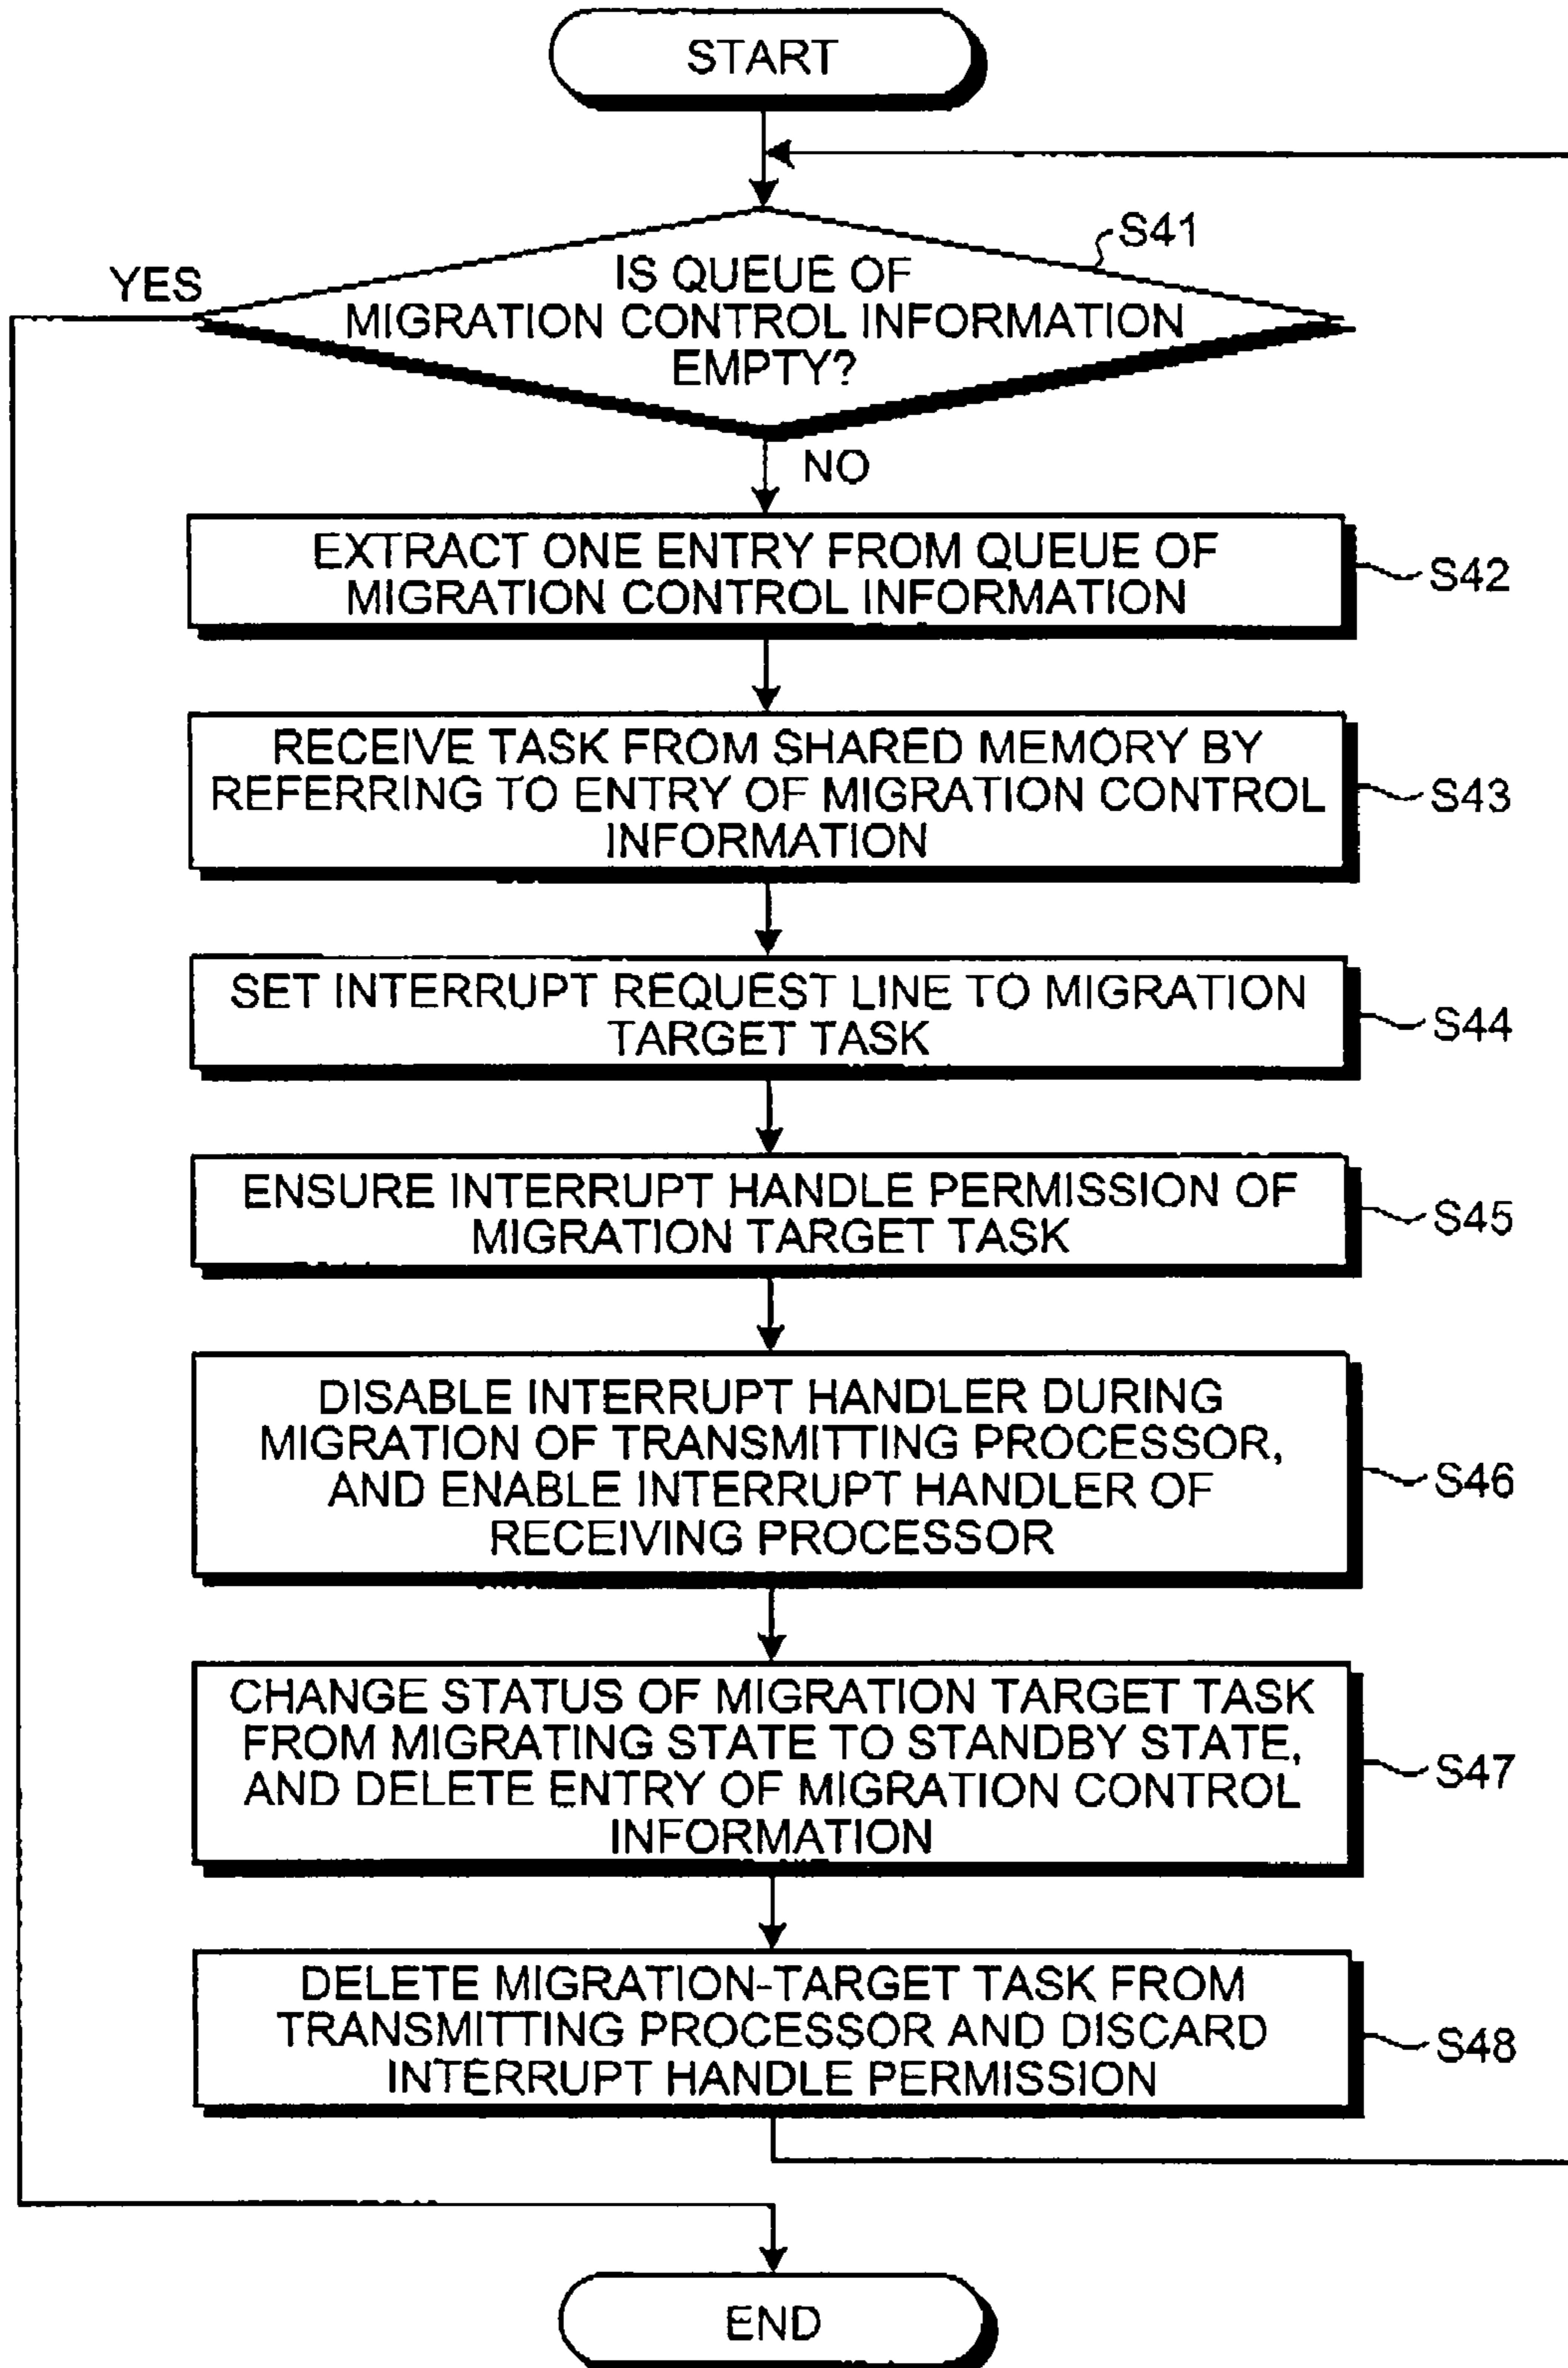 START
S41
YES
IS QUEUE OF
MIGRATION CONTROL INFORMATION
EMPTY?
NO
EXTRACT ONE ENTRY FROM QUEUE OF
MIGRATION CONTROL INFORMATION
S42
RECEIVE TASK FROM SHARED MEMORY BY
REFERRING TO ENTRY OF MIGRATION CONTROL
INFORMATION
S43
SET INTERRUPT REQUEST LINE TO MIGRATION
TARGET TASK
S44
ENSURE INTERRUPT HANDLE PERMISSION OF
MIGRATION TARGET TASK
S45
DISABLE INTERRUPT HANDLER DURING
MIGRATION OF TRANSMITTING PROCESSOR,
AND ENABLE INTERRUPT HANDLER OF
RECEIVING PROCESSOR
S46
CHANGE STATUS OF MIGRATION TARGET TASK
FROM MIGRATING STATE TO STANDBY STATE,
AND DELETE ENTRY OF MIGRATION CONTROL
INFORMATION
S47
DELETE MIGRATION-TARGET TASK FROM
TRANSMITTING PROCESSOR AND DISCARD
INTERRUPT HANDLE PERMISSION
S48
END